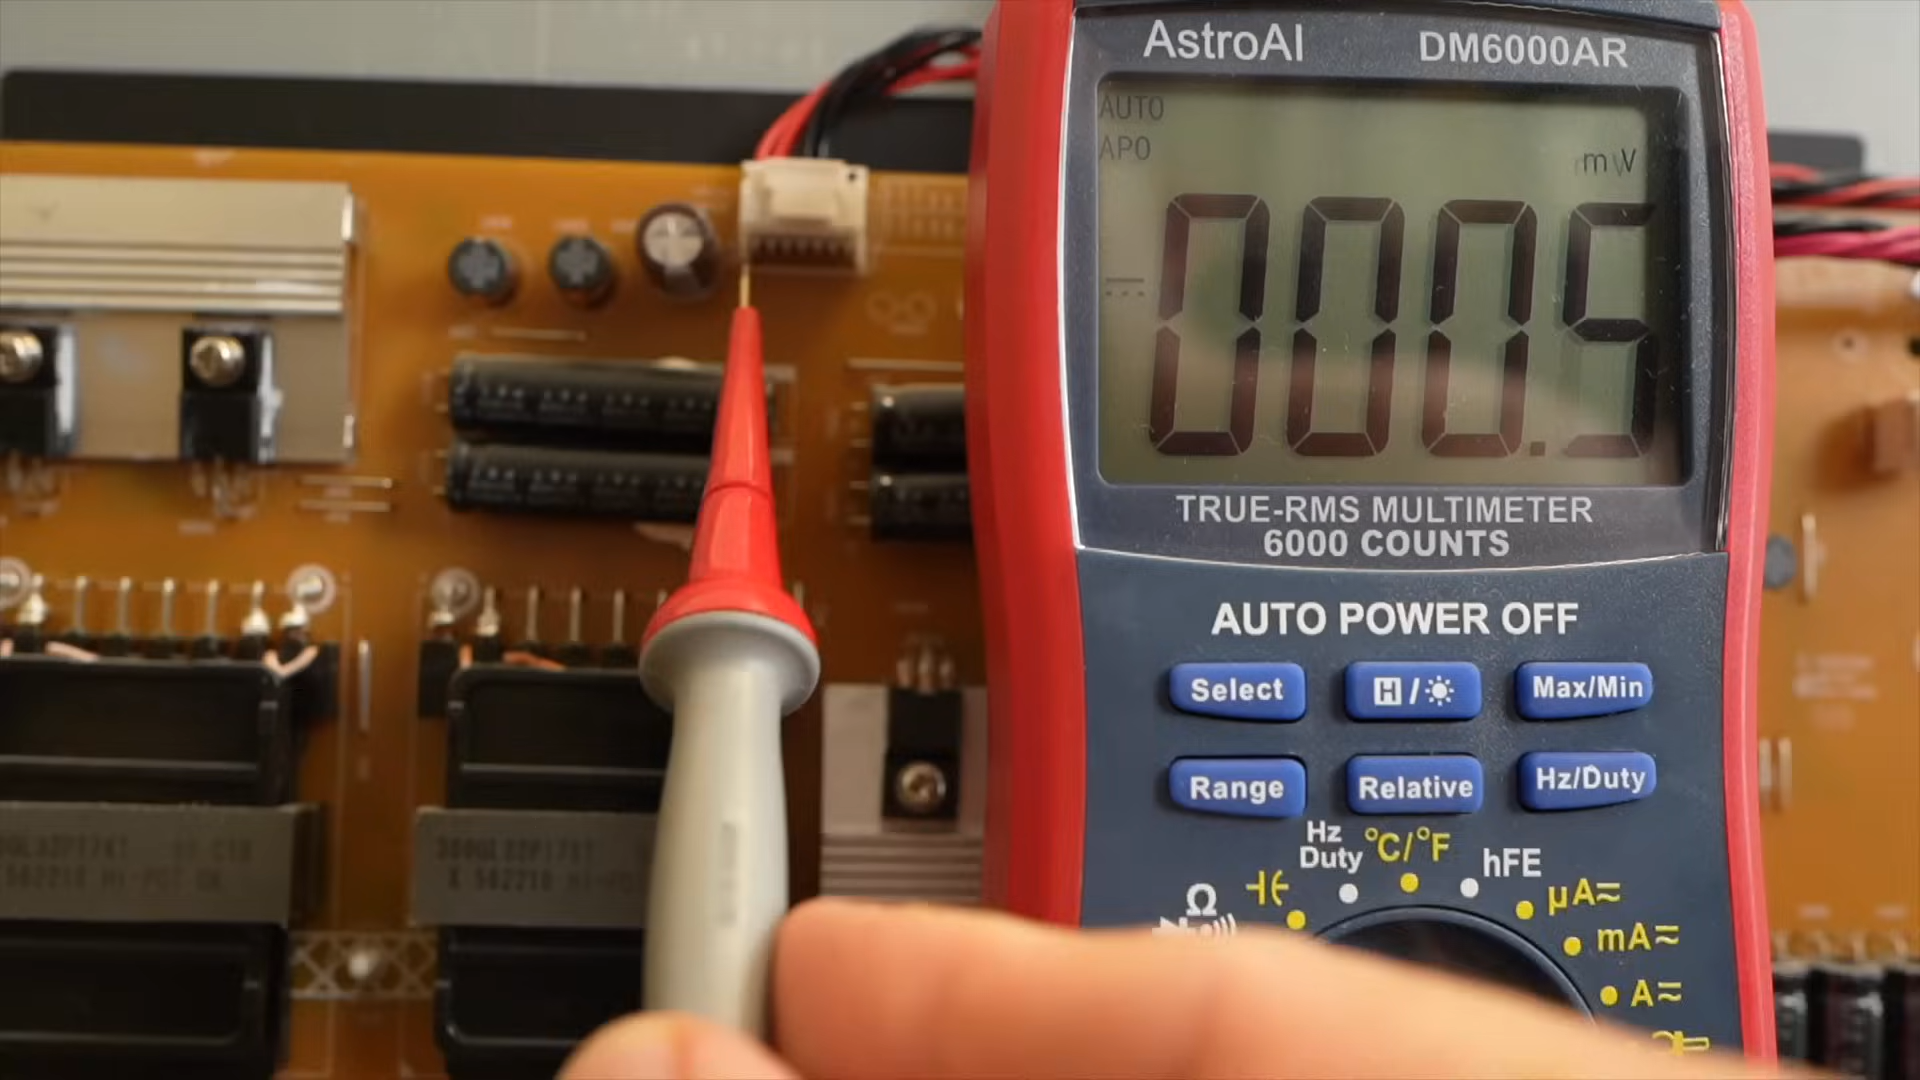 AstroAI DM6000AR
AUTO
APO
mV
000.5
TRUE-RMS MULTIMETER
6000 COUNTS
AUTO POWER OFF
Select H/ Max/Min
Range Relative Hz/Duty
Hz
Duty
°C/°F
hFE
Ω
µA
mA
A